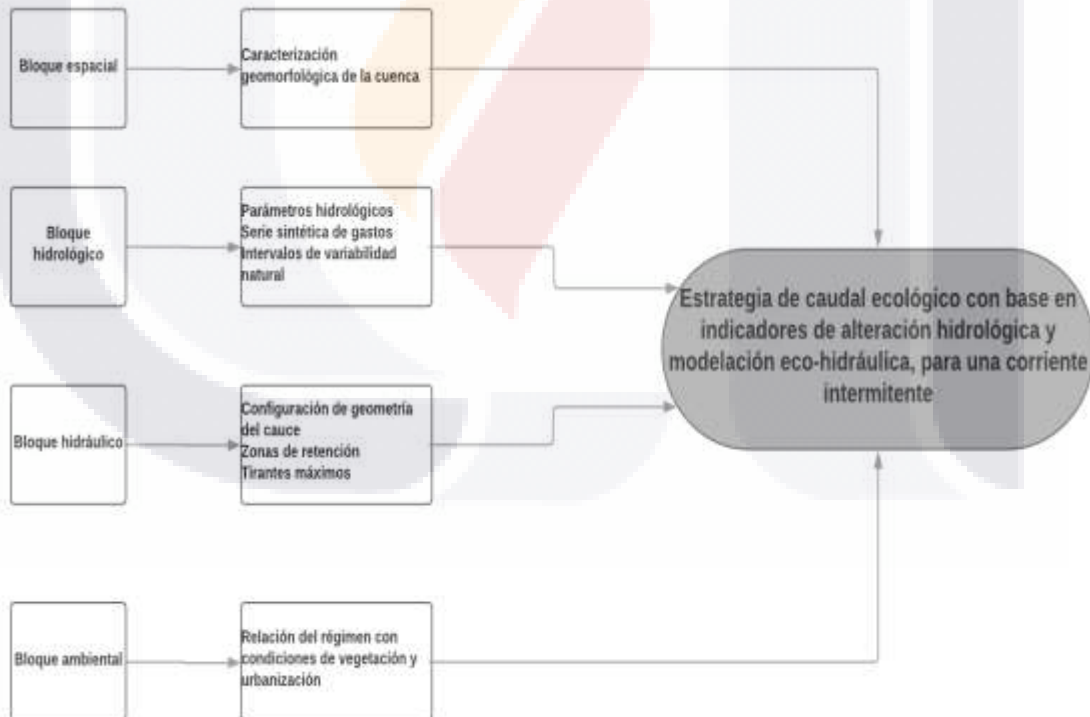 Bloque espacial
Caracterización
geomorfológica de la cuenca
Bloque
hidrológico
Parámetros hidrológicos
Serie sintética de gastos
Intervalos de variabilidad
natural
Estrategia de caudal ecológico con base en
indicadores de alteración hidrológica y
modelación eco-hidráulica, para una corriente
intermitente
Bloque hidráulico
Configuración de geometría
del cauce
Zonas de retención
Tirantes máximos
Bloque ambiental
Relación del régimen con
condiciones de vegetación y
urbanización